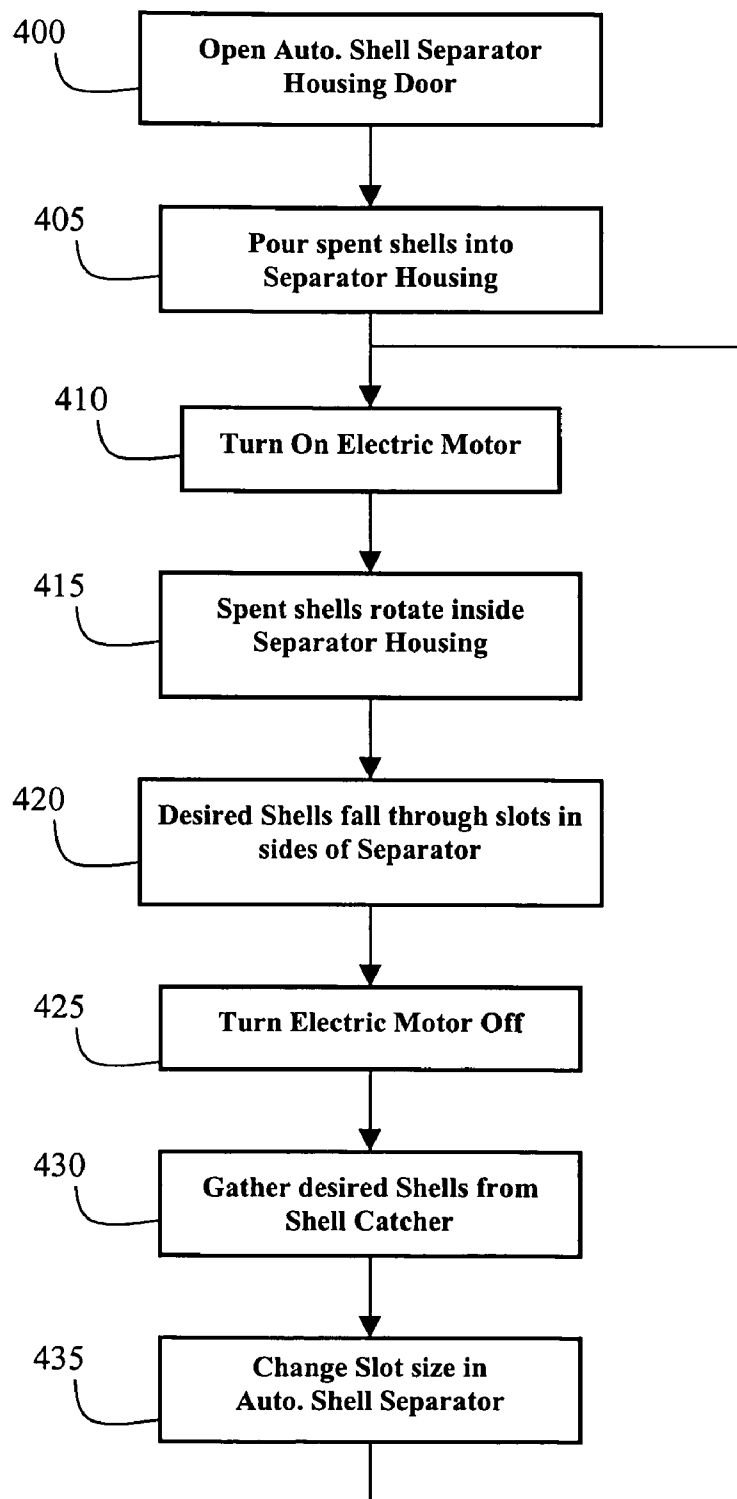 400
Open Auto. Shell Separator
Housing Door
405
Pour spent shells into
Separator Housing
410
Turn On Electric Motor
415
Spent shells rotate inside
Separator Housing
420
Desired Shells fall through slots in
sides of Separator
425
Turn Electric Motor Off
430
Gather desired Shells from
Shell Catcher
435
Change Slot size in
Auto. Shell Separator